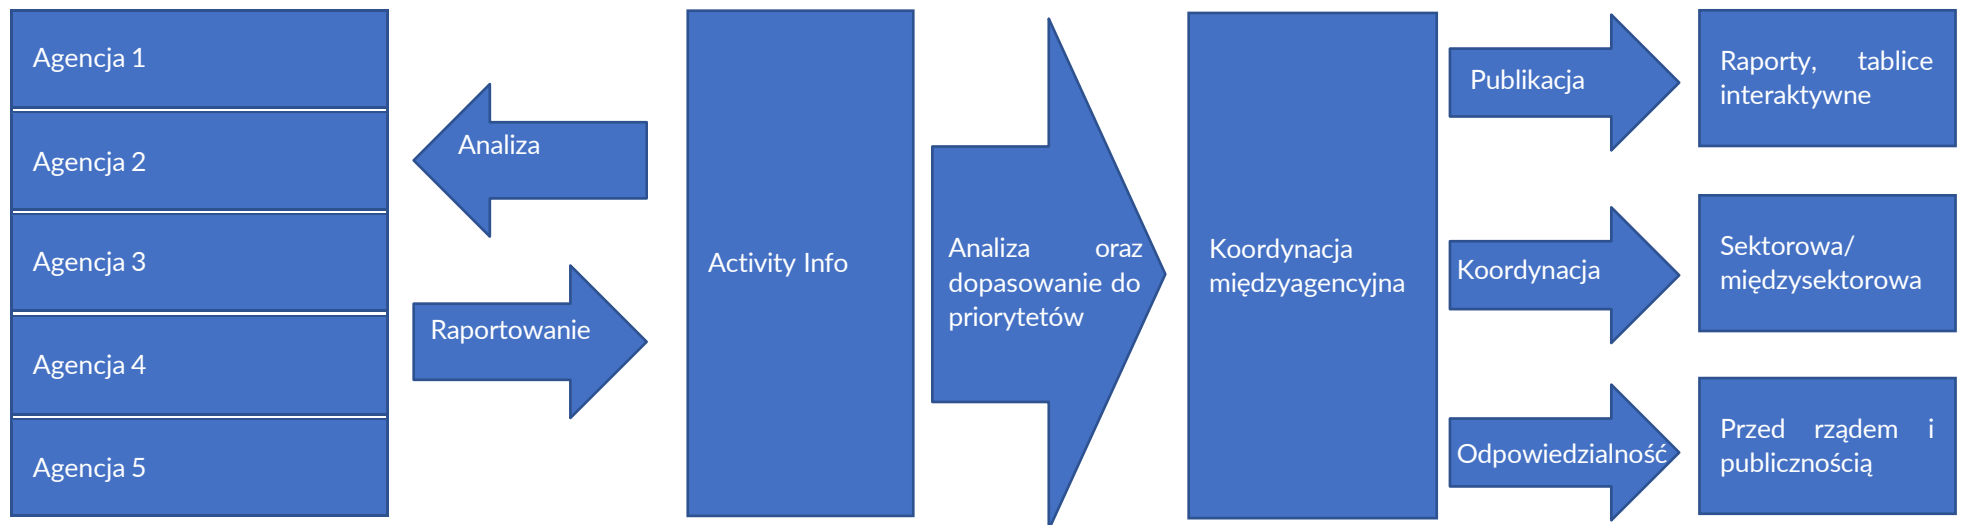 Agencja 1
Agencja 2
Agencja 3
Agencja 4
Agencja 5
Analiza
Raportowanie
Activity Info
Analiza oraz
dopasowanie do
priorytetów
Koordynacja
międzyagencyjna
Publikacja
Koordynacja
Odpowiedzialność
Raporty, tablice
interaktywne
Sektorowa/
międzysektorowa
Przed rządem i
publicznością